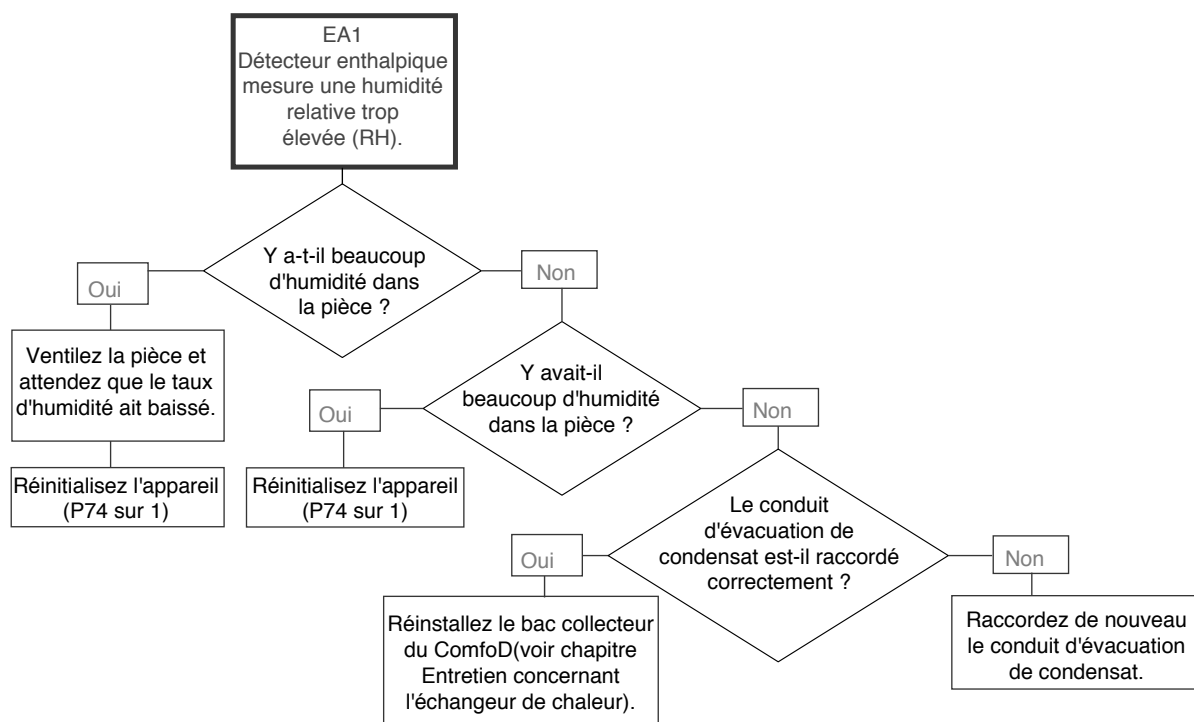 EA1
Détecteur enthalpique
mesure une humidité
relative trop
élevée (RH).
Y a-t-il beaucoup
d'humidité dans
la pièce ?
Oui
Non
Ventilez la pièce et
attendez que le taux
d'humidité ait baissé.
Réinitialisez l'appareil
(P74 sur 1)
Y avait-il
beaucoup d'humidité
dans la pièce ?
Oui
Non
Réinitialisez l'appareil
(P74 sur 1)
Le conduit
d'évacuation de
condensat est-il raccordé
correctement ?
Oui
Non
Réinstallez le bac collecteur
du ComfoD(voir chapitre
Entretien concernant
l'échangeur de chaleur).
Raccordez de nouveau
le conduit d'évacuation
de condensat.